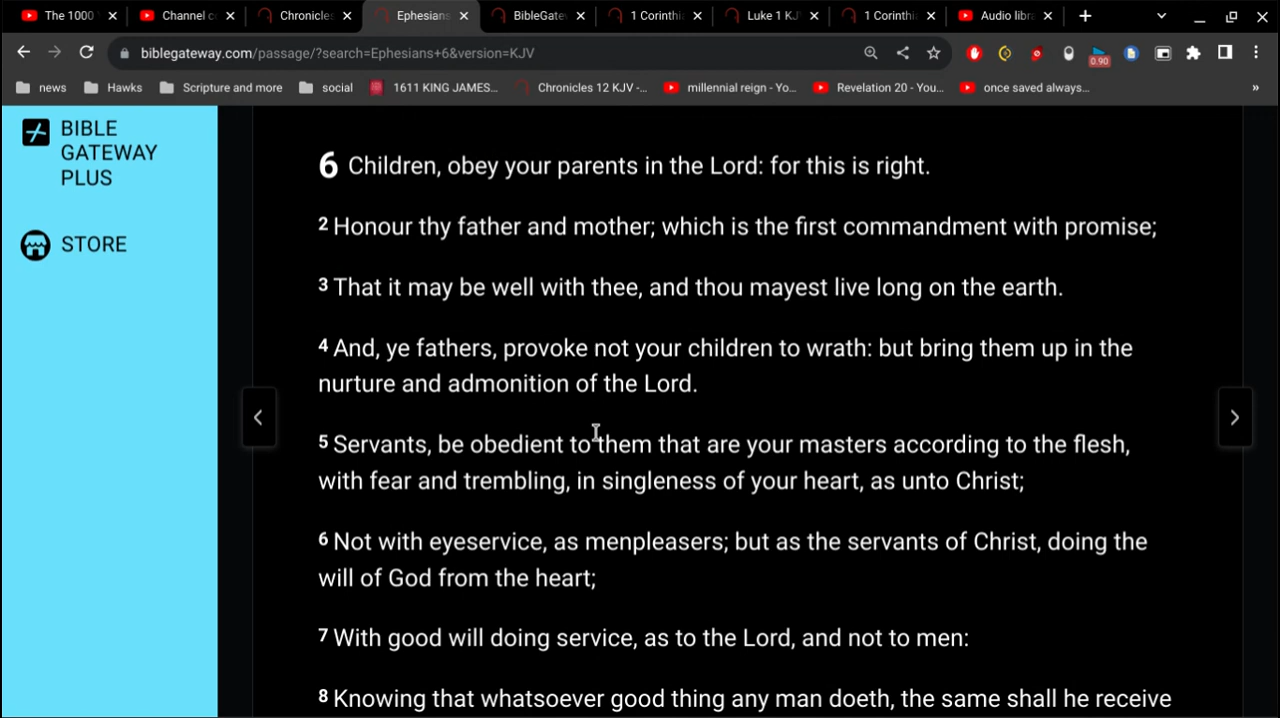 The 1000 Y
Channel c
Chronicles
Ephesians
BibleGate
1 Corinthi
Luke 1 KJ
1 Corinthi
Audio libra
biblegateway.com/passage/?search=Ephesians+6&version=KJV
0.90
news
Hawks
Scripture and more
social
1611 KING JAMES...
Chronicles 12 KJV -...
millennial reign - Yo...
Revelation 20 - You...
once saved always...
»
BIBLE
GATEWAY
PLUS
STORE
6 Children, obey your parents in the Lord: for this is right.
2 Honour thy father and mother; which is the first commandment with promise;
3 That it may be well with thee, and thou mayest live long on the earth.
4 And, ye fathers, provoke not your children to wrath: but bring them up in the
nurture and admonition of the Lord.
5 Servants, be obedient to them that are your masters according to the flesh,
with fear and trembling, in singleness of your heart, as unto Christ;
6 Not with eyeservice, as menpleasers; but as the servants of Christ, doing the
will of God from the heart;
7 With good will doing service, as to the Lord, and not to men:
8 Knowing that whatsoever good thing any man doeth, the same shall he receive